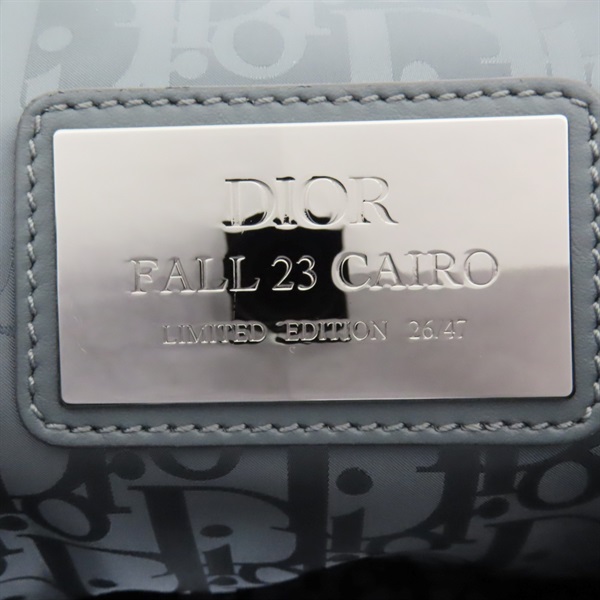 DIOR
FALL 23 CAIRO
LIMITED EDITION 26/47